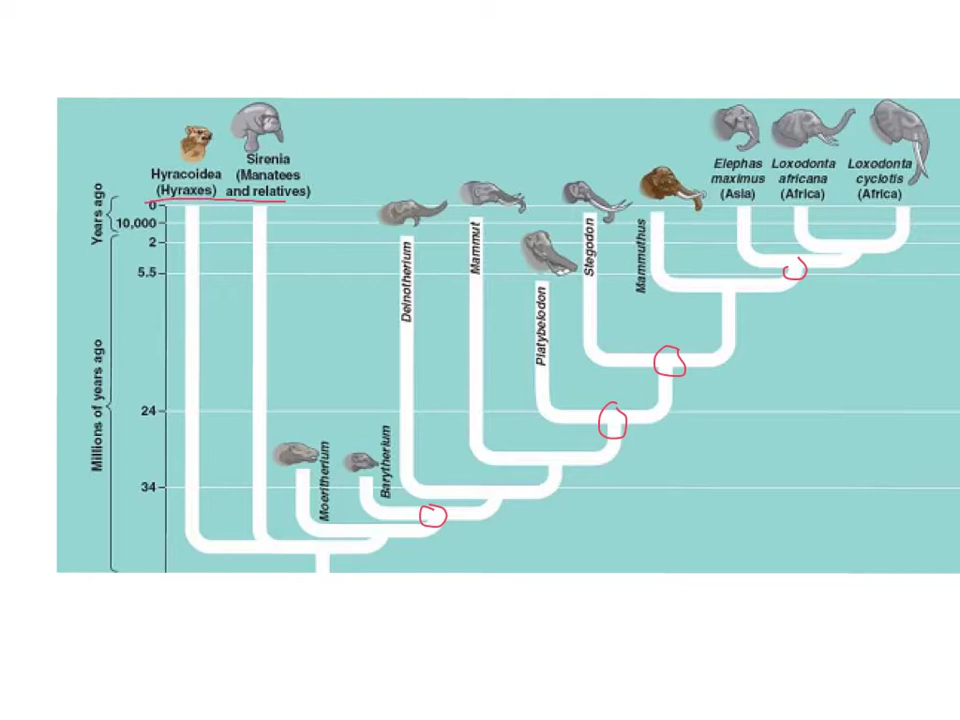 Hyracoidea
(Hyraxes)
Sirenia
(Manatees
and relatives)
Elephas
maximus
(Asia)
Loxodonta
africana
(Africa)
Loxodonta
cyclotis
(Africa)
Years ago
0
10,000
2
5.5
24
34
Millions of years ago
Moeritherium
Barytherium
Deinotherium
Mammut
Platybelodon
Stegodon
Mammuthus